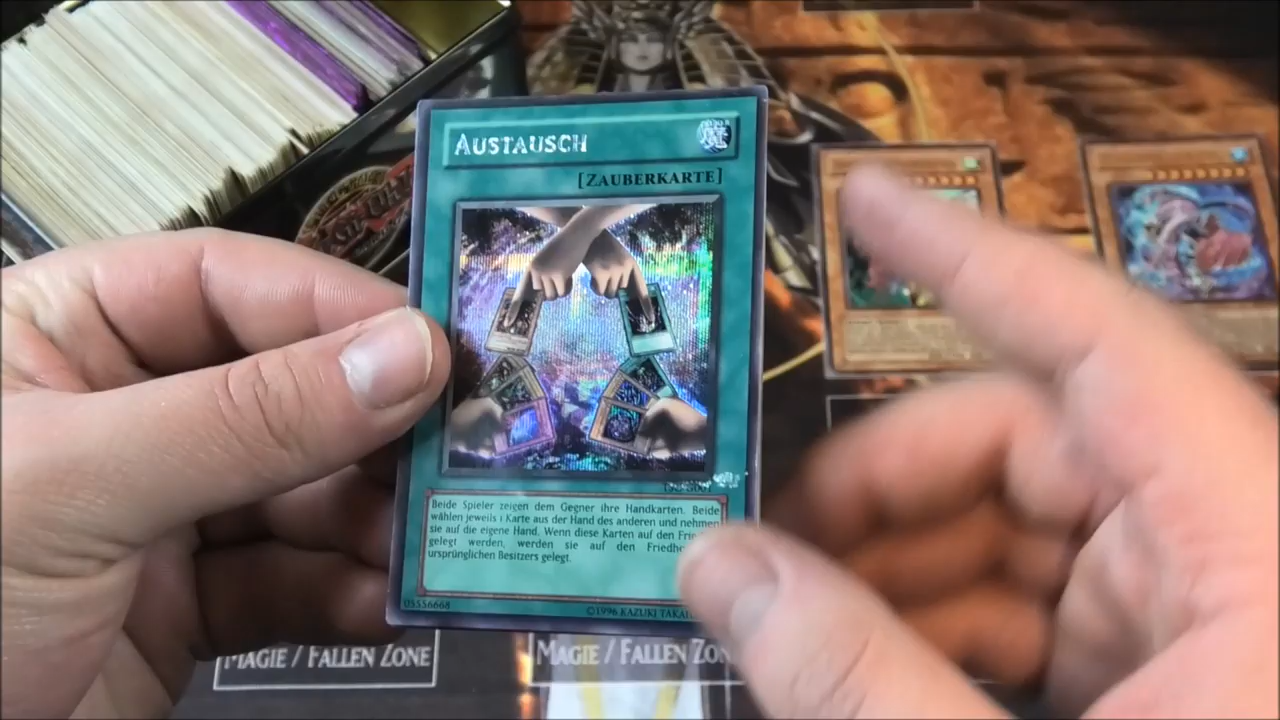 AUSTAUSCH
[ZAUBERKARTE]
Beide Spieler zeigen dem Gegner ihre Handkarten. Beide
wählen jeweils 1 Karte aus der Hand des anderen und nehmen
sie auf die eigene Hand. Wenn diese Karten auf den
gelegt werden, werden sie auf den
ursprünglichen Besitzers gelegt.
05556668
©1996 KAZUKI
MAGIE / FALLEN ZONE
MAGIE / FALLEN